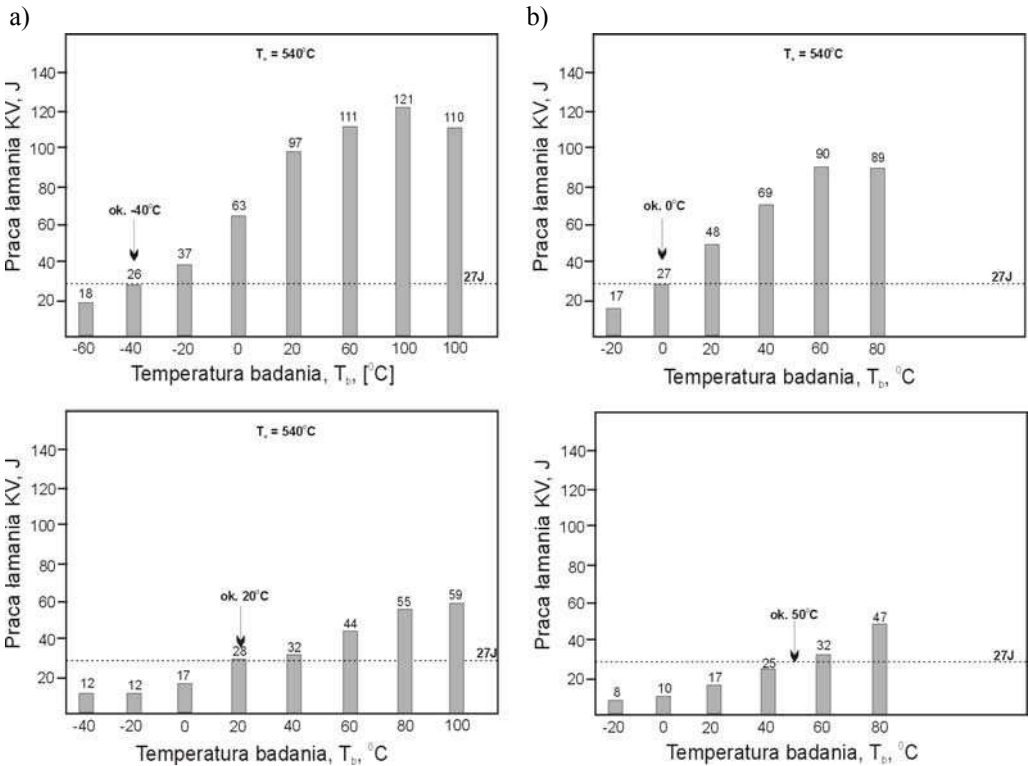 a)
b)
Praca łamania KV, J
140
120
100
80
60
40
20
Tₑ = 540°C
18
ok. -40°C
26
37
63
97
111
121
110
27J
-60 -40 -20 0 20 60 100 100
Temperatura badania, T_b, [°C]
Praca łamania KV, J
140
120
100
80
60
40
20
Tₑ = 540°C
17
ok. 0°C
27
48
69
90
89
27J
-20 0 20 40 60 80
Temperatura badania, T_b, °C
Praca łamania KV, J
140
120
100
80
60
40
20
Tₑ = 540°C
12
12
17
ok. 20°C
28
32
44
55
59
27J
-40 -20 0 20 40 60 80 100
Temperatura badania, T_b, °C
Praca łamania KV, J
140
120
100
80
60
40
20
8
10
17
25
ok. 50°C
32
47
27J
-20 0 20 40 60 80
Temperatura badania, T_b, °C